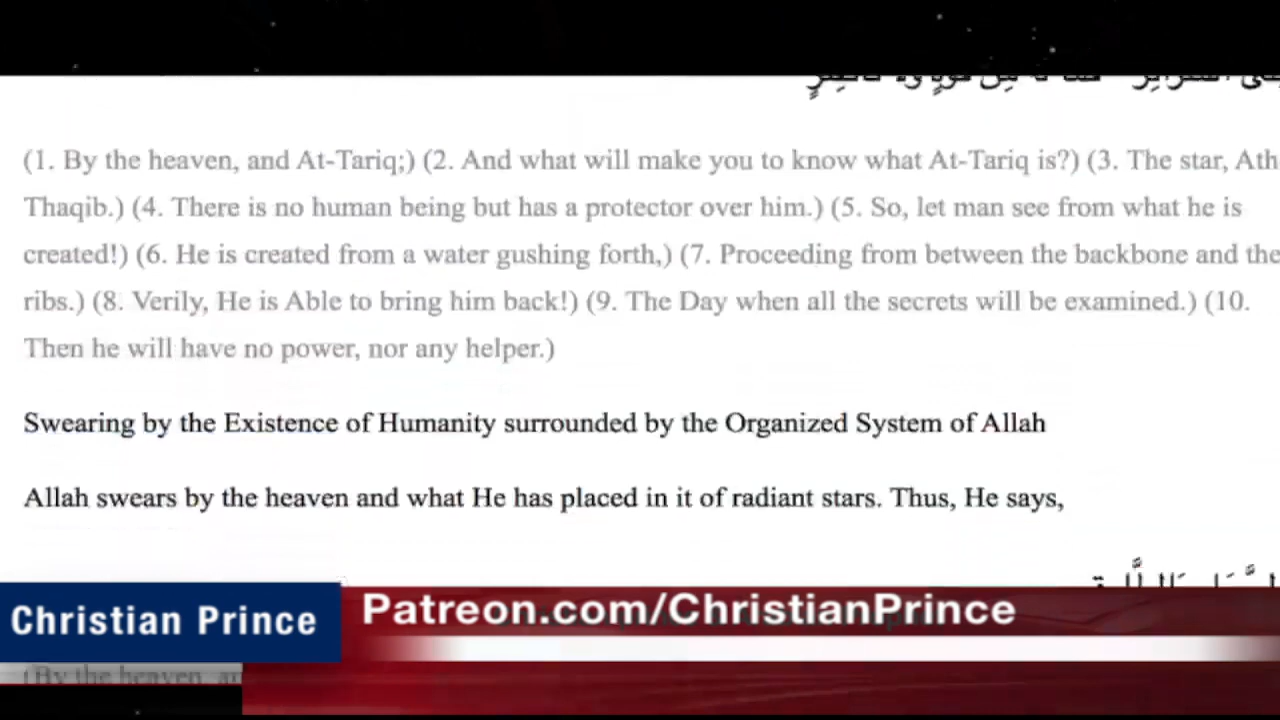 (1. By the heaven, and At-Tariq;) (2. And what will make you to know what At-Tariq is?) (3. The star, Ath
Thaqib.) (4. There is no human being but has a protector over him.) (5. So, let man see from what he is
created!) (6. He is created from a water gushing forth,) (7. Proceeding from between the backbone and the
ribs.) (8. Verily, He is Able to bring him back!) (9. The Day when all the secrets will be examined.) (10.
Then he will have no power, nor any helper.)
Swearing by the Existence of Humanity surrounded by the Organized System of Allah
Allah swears by the heaven and what He has placed in it of radiant stars. Thus, He says,
Christian Prince
Patreon.com/ChristianPrince
(By the heaven,